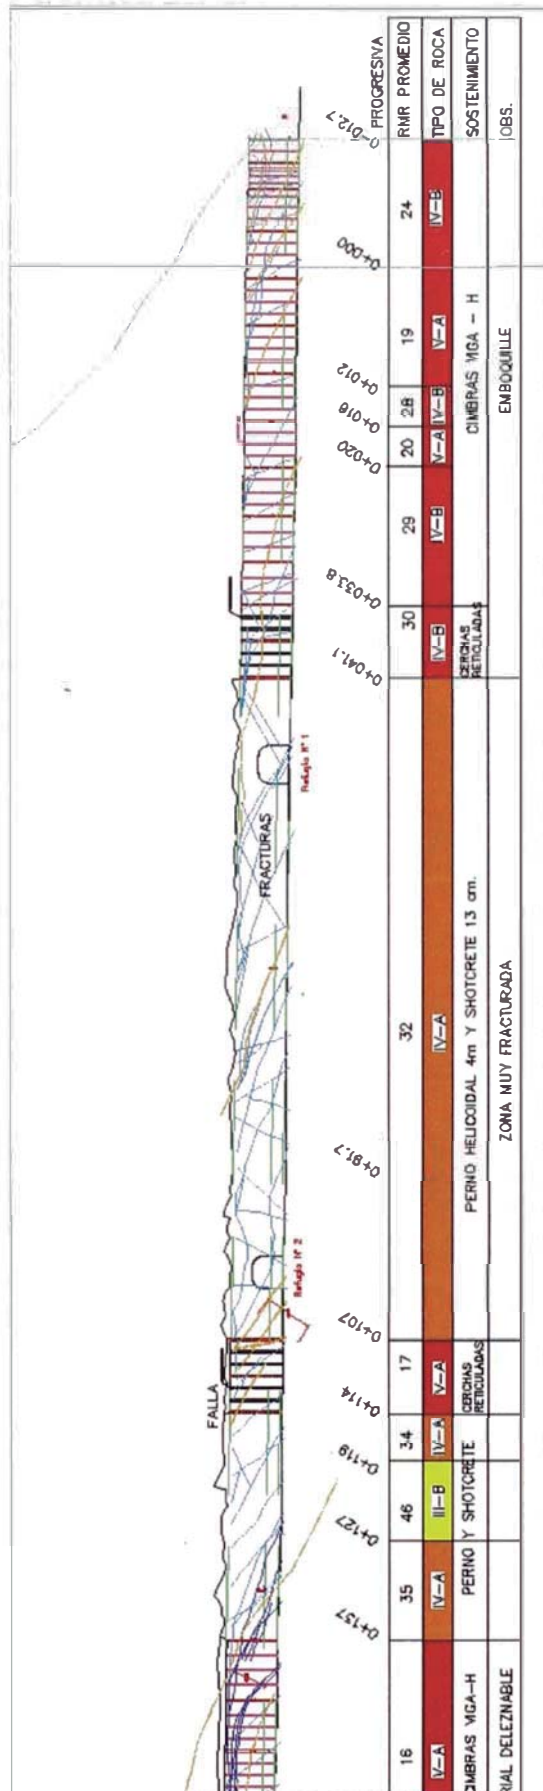 PROGRESIVA
RMR PROMEDIO
TIPO DE ROCA
SOSTENIMIENTO
OBS.
0-012.7
0+000
0+012
0+016
0+020
0+033.8
0+041.1
0+107
0+114
0+119
0+127
0+137
24
19
28
20
29
30
32
17
34
46
35
16
IV-B
V-A
IV-B
V-A
IV-B
IV-B
IV-A
V-A
IV-A
III-B
IV-A
V-A
CIMBRAS VIGA - H
CERCHAS
RETICULADAS
PERNO HELICOIDAL 4m Y SHOTCRETE 13 cm.
CERCHAS
RETICULADAS
PERNO Y SHOTCRETE
CIMBRAS VIGA-H
EMBOQUILLE
ZONA MUY FRACTURADA
RIAL DELEZNABLE
FRACTURAS
FALLA
Refugio N° 1
Refugio N° 2